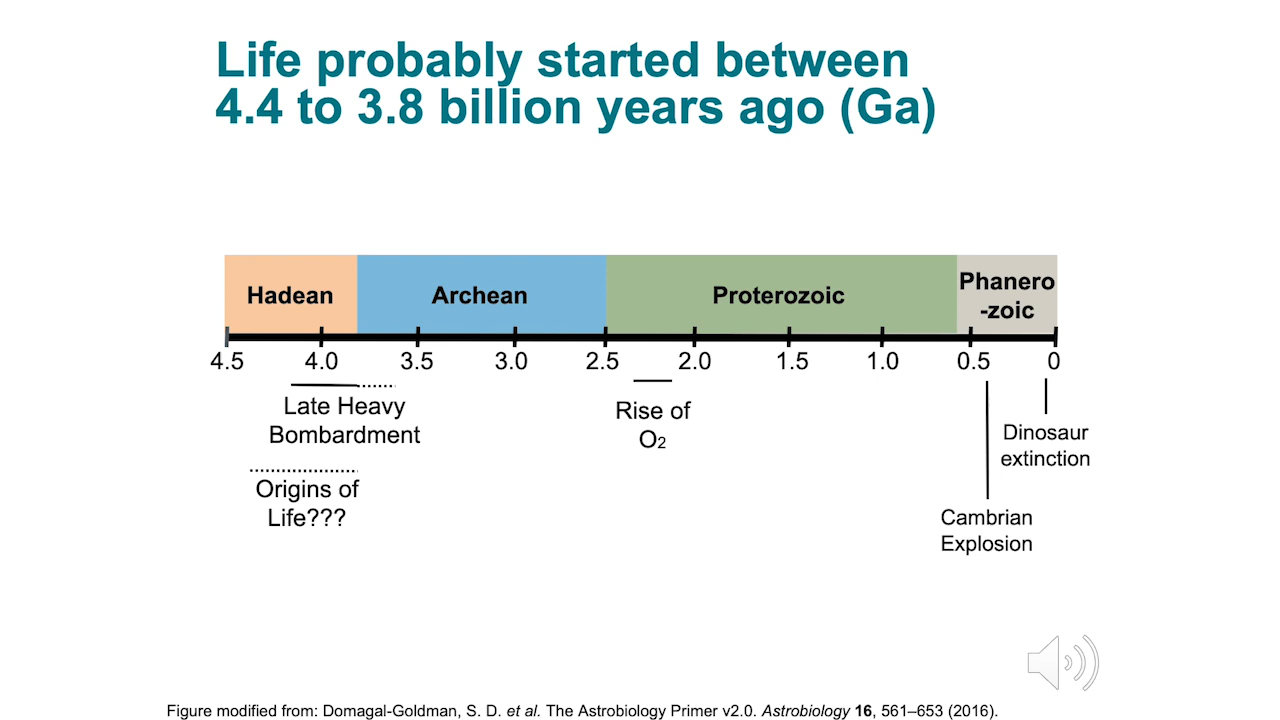 Life probably started between
4.4 to 3.8 billion years ago (Ga)
Hadean
Archean
Proterozoic
Phanero
-zoic
4.5 4.0 3.5 3.0 2.5 2.0 1.5 1.0 0.5 0
Late Heavy
Bombardment
Rise of
O2
Dinosaur
extinction
Origins of
Life???
Cambrian
Explosion
Figure modified from: Domagal-Goldman, S. D. et al. The Astrobiology Primer v2.0. Astrobiology 16, 561–653 (2016).